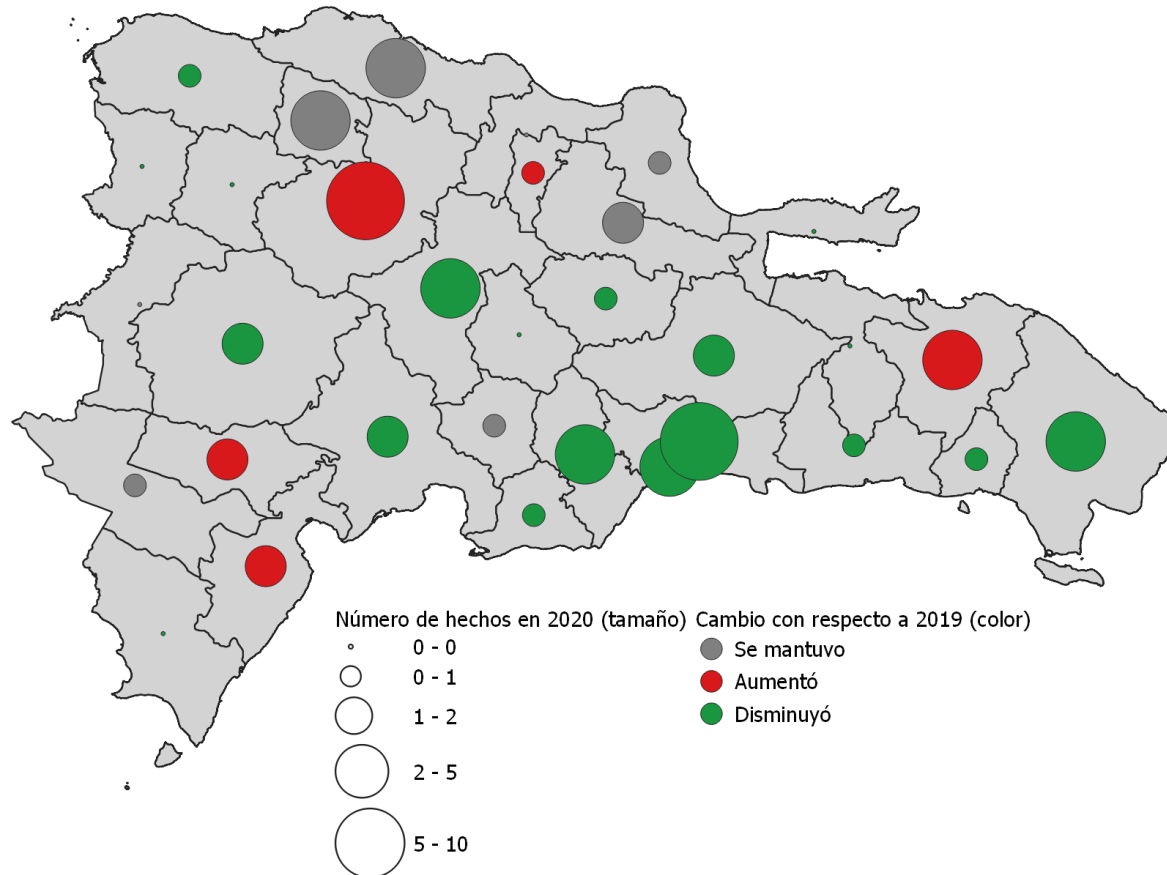 Número de hechos en 2020 (tamaño)
0 - 0
0 - 1
1 - 2
2 - 5
5 - 10
Cambio con respecto a 2019 (color)
Se mantuvo
Aumentó
Disminuyó